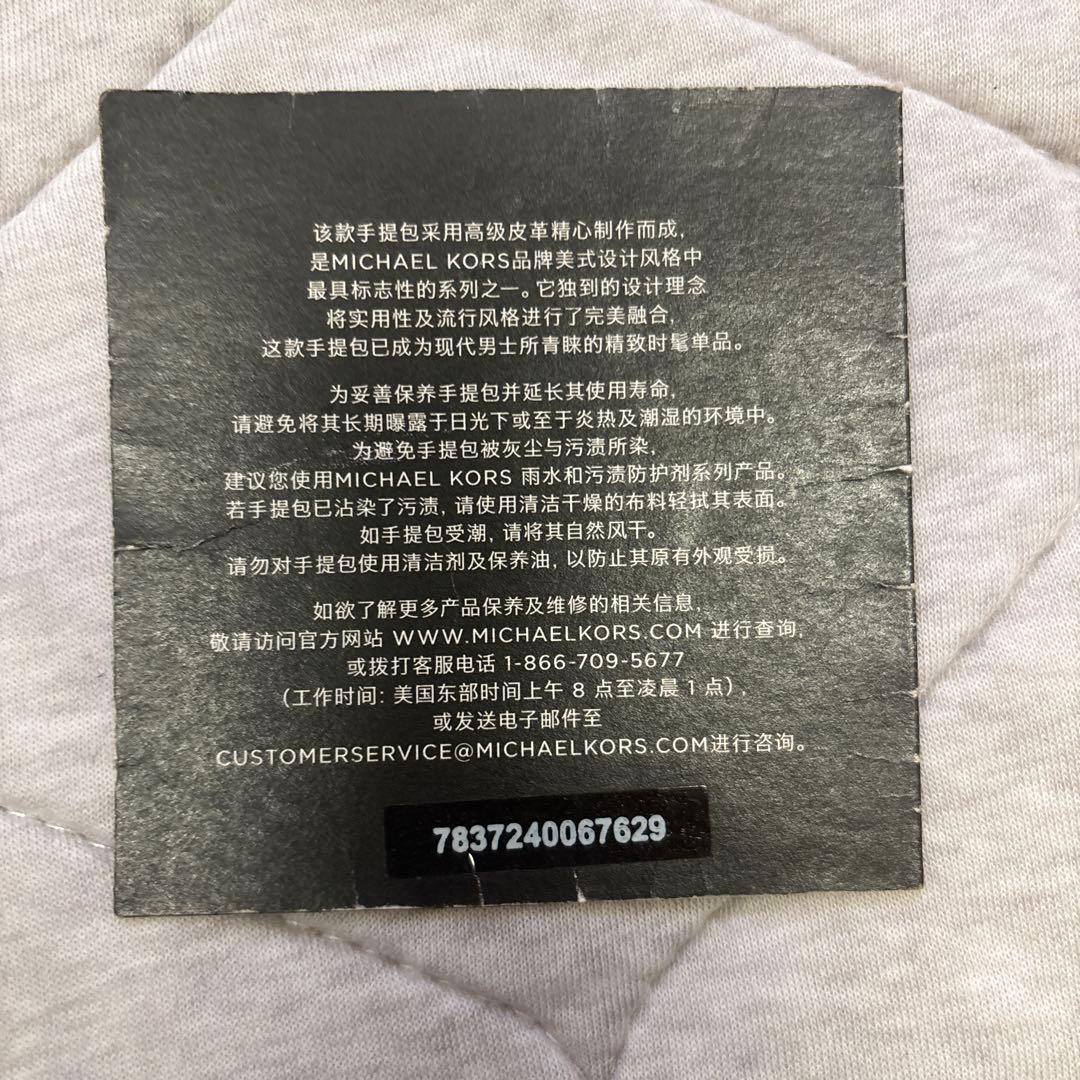 该款手提包采用高级皮革精心制作而成，
是MICHAEL KORS品牌美式设计风格中
最具标志性的系列之一。它独到的设计理念
将实用性及流行风格进行了完美融合，
这款手提包已成为现代男士所青睐的精致时髦单品。
为妥善保养手提包并延长其使用寿命，
请避免将其长期曝露于日光下或至于炎热及潮湿的环境中。
为避免手提包被灰尘与污渍所染，
建议您使用MICHAEL KORS 雨水和污渍防护剂系列产品。
若手提包已沾染了污渍，请使用清洁干燥的布料轻拭其表面。
如手提包受潮，请将其自然风干。
请勿对手提包使用清洁剂及保养油，以防止其原有外观受损。
如欲了解更多产品保养及维修的相关信息，
敬请访问官方网站 WWW.MICHAELKORS.COM 进行查询，
或拨打客服电话 1-866-709-5677
（工作时间：美国东部时间上午 8 点至凌晨 1 点），
或发送电子邮件至
CUSTOMERSERVICE@MICHAELKORS.COM进行咨询。
7837240067629